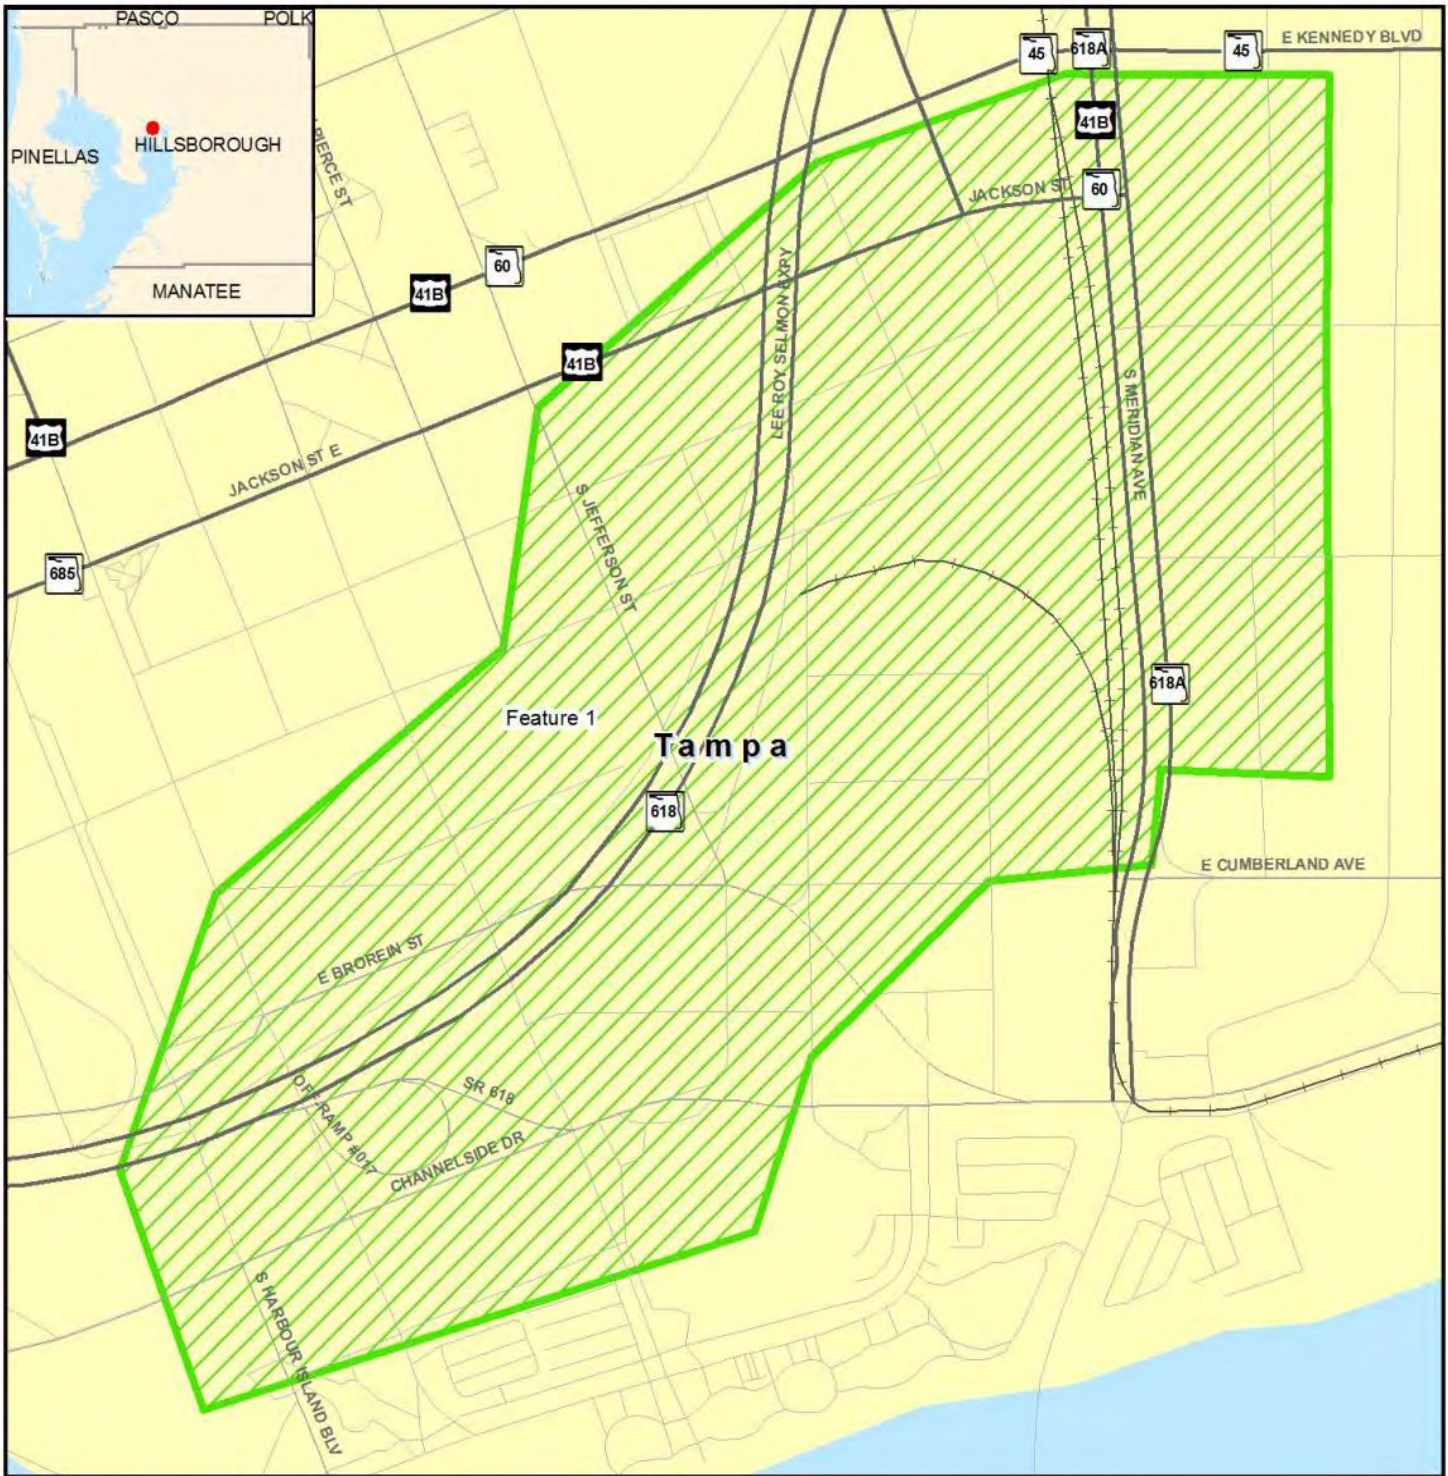 PASCO
POLK
PINELLAS
HILLSBOROUGH
MANATEE
45
618A
45
E KENNEDY BLVD
41B
PIERCE ST
JACKSON ST
60
60
41B
41B
LEE ROY SELMON EXPY
S MERIDIAN AVE
41B
JACKSON ST E
S JEFFERSON ST
685
618A
Feature 1
Tampa
618
E CUMBERLAND AVE
E BROREIN ST
SR 618
OFF-RAMP #017
CHANNELSIDE DR
S HARBOUR ISLAND BLV